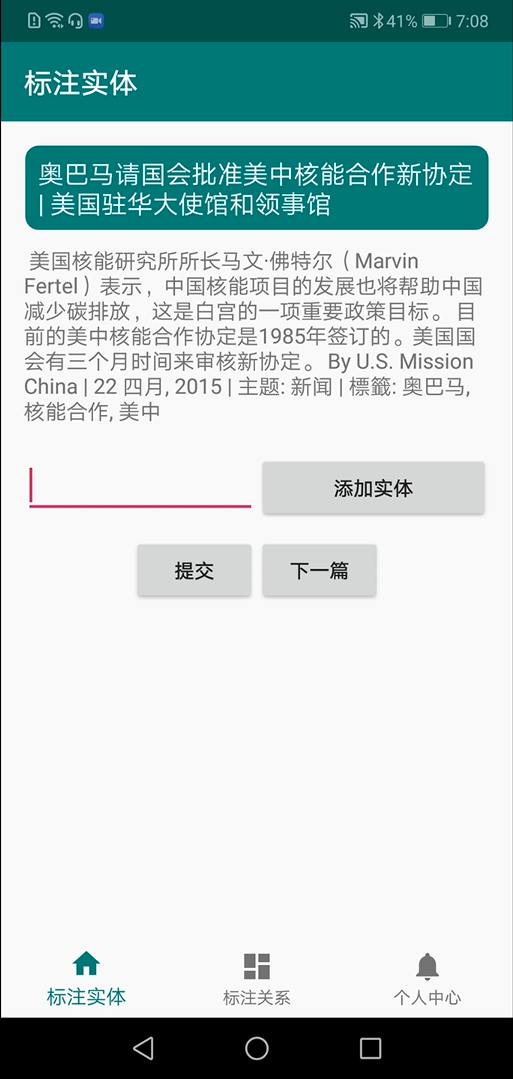 41% 7:08
标注实体
奥巴马请国会批准美中核能合作新协定
| 美国驻华大使馆和领事馆
美国核能研究所所长马文·佛特尔（Marvin
Fertel）表示，中国核能项目的发展也将帮助中国
减少碳排放，这是白宫的一项重要政策目标。 目
前的美中核能合作协定是1985年签订的。美国国
会有三个月时间来审核新协定。 By U.S. Mission
China | 22 四月, 2015 | 主题: 新闻 | 標籤: 奥巴马,
核能合作, 美中
添加实体
提交 下一篇
标注实体 标注关系 个人中心